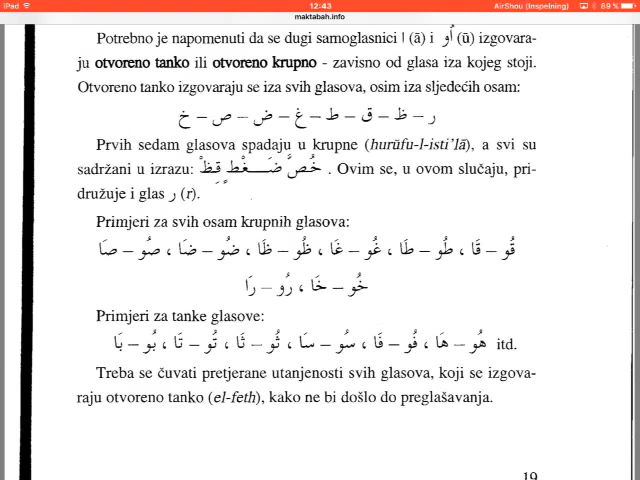 iPad
12:43
AirShou (Inspelning)
89 %
maktabah.info
Potrebno je napomenuti da se dugi samoglasnici ا (ā) i أُو (ū) izgovara-
ju otvoreno tanko ili otvoreno krupno - zavisno od glasa iza kojeg stoji.
Otvoreno tanko izgovaraju se iza svih glasova, osim iza sljedećih osam:
خ – ص – ض – غ – ط – ق – ظ – ر
Prvih sedam glasova spadaju u krupne (hurūfu-l-isti’lā), a svi su
sadržani u izrazu: خُصَّ ضَـغْـطٍ قِـظْ . Ovim se, u ovom slučaju, pri-
družuje i glas ر (r).
Primjeri za svih osam krupnih glasova:
صَا – صُو ، ضَا – ضُو ، ظَا – ظُو ، غَا – غُو ، طَا – طُو ، قَا – قُو
رَا – رُو ، خَا – خُو
Primjeri za tanke glasove:
بَا – بُو ، تَا – تُو ، ثَا – ثُو ، سَا – سُو ، فَا – فُو ، هَا – هُو itd.
Treba se čuvati pretjerane utanjenosti svih glasova, koji se izgova-
raju otvoreno tanko (el-feth), kako ne bi došlo do preglašavanja.
19